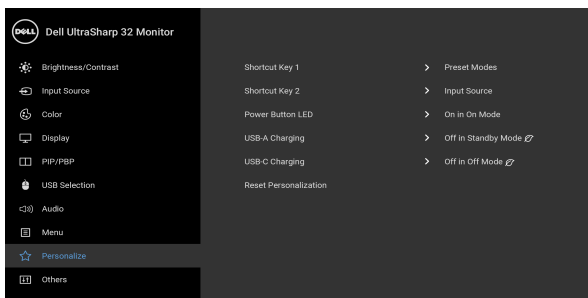 DELL Dell UltraSharp 32 Monitor
Brightness/Contrast
Input Source
Color
Display
PIP/PBP
USB Selection
Audio
Menu
Personalize
Others
Shortcut Key 1 > Preset Modes
Shortcut Key 2 > Input Source
Power Button LED > On in On Mode
USB-A Charging > Off in Standby Mode
USB-C Charging > Off in Off Mode
Reset Personalization